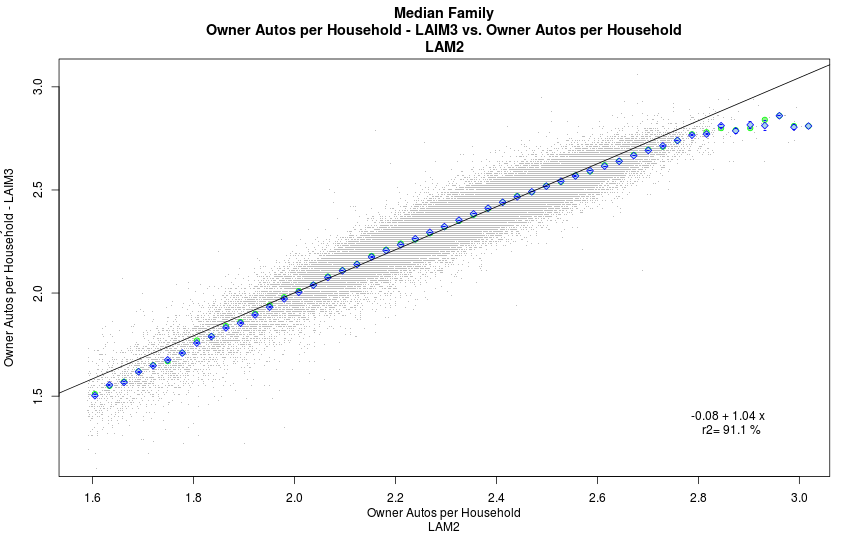 Median Family
Owner Autos per Household - LAIM3 vs. Owner Autos per Household
LAM2
Owner Autos per Household - LAIM3
3.0
2.5
2.0
1.5
-0.08 + 1.04 x
r2= 91.1 %
1.6 1.8 2.0 2.2 2.4 2.6 2.8 3.0
Owner Autos per Household
LAM2